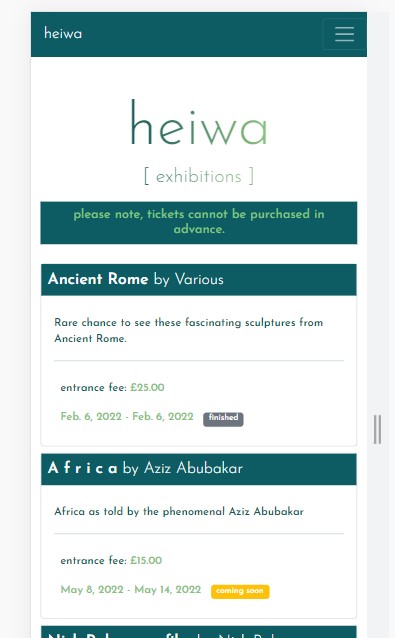 heiwa
heiwa
[ exhibitions ]
please note, tickets cannot be purchased in
advance.
Ancient Rome by Various
Rare chance to see these fascinating sculptures from
Ancient Rome.
entrance fee: £25.00
Feb. 6, 2022 - Feb. 6, 2022 finished
A f r i c a by Aziz Abubakar
Africa as told by the phenomenal Aziz Abubakar
entrance fee: £15.00
May 8, 2022 - May 14, 2022 coming soon